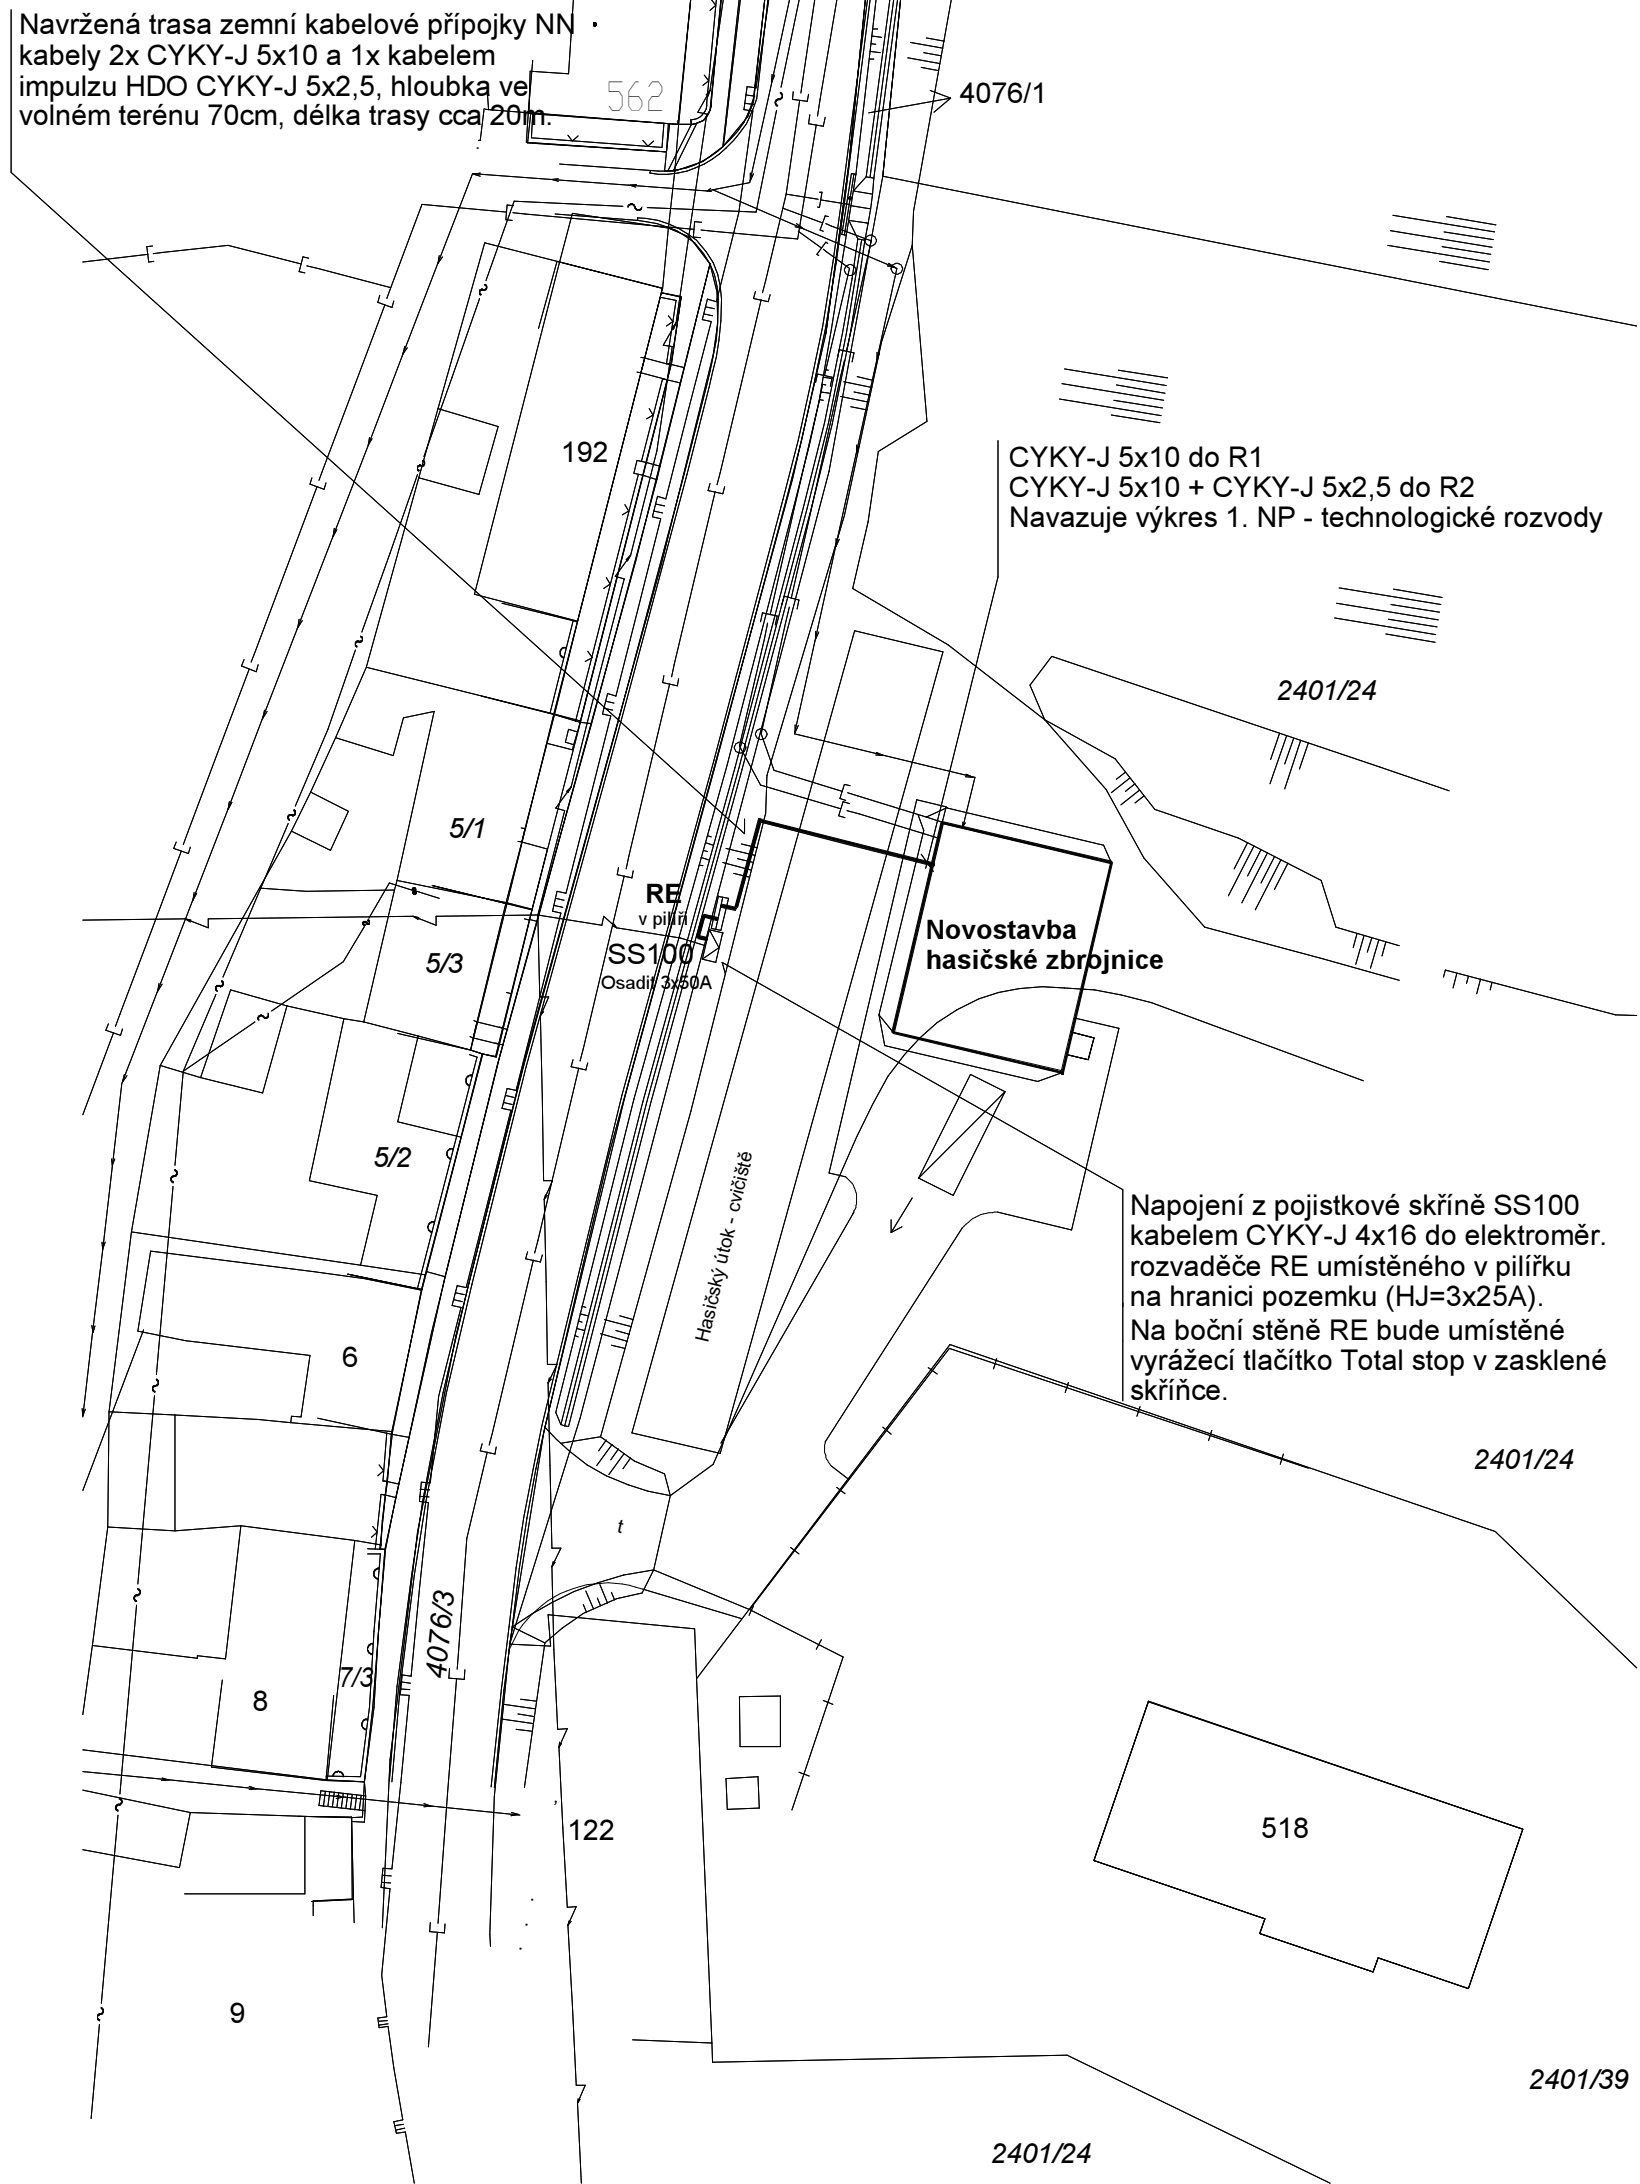 Navržená trasa zemní kabelové přípojky NN
kabely 2x CYKY-J 5x10 a 1x kabelem
impulzu HDO CYKY-J 5x2,5, hloubka ve
volném terénu 70cm, délka trasy cca 20m.
562
4076/1
192
CYKY-J 5x10 do R1
CYKY-J 5x10 + CYKY-J 5x2,5 do R2
Navazuje výkres 1. NP - technologické rozvody
2401/24
5/1
RE
v pilíři
SS100
Osadit 3x50A
Novostavba
hasičské zbrojnice
5/3
5/2
Hasičský útok - cvičiště
Napojení z pojistkové skříně SS100
kabelem CYKY-J 4x16 do elektroměr.
rozvaděče RE umístěného v pilířku
na hranici pozemku (HJ=3x25A).
Na boční stěně RE bude umístěné
vyrážecí tlačítko Total stop v zasklené
skříňce.
6
2401/24
t
4076/3
7/3
8
122
518
9
2401/39
2401/24